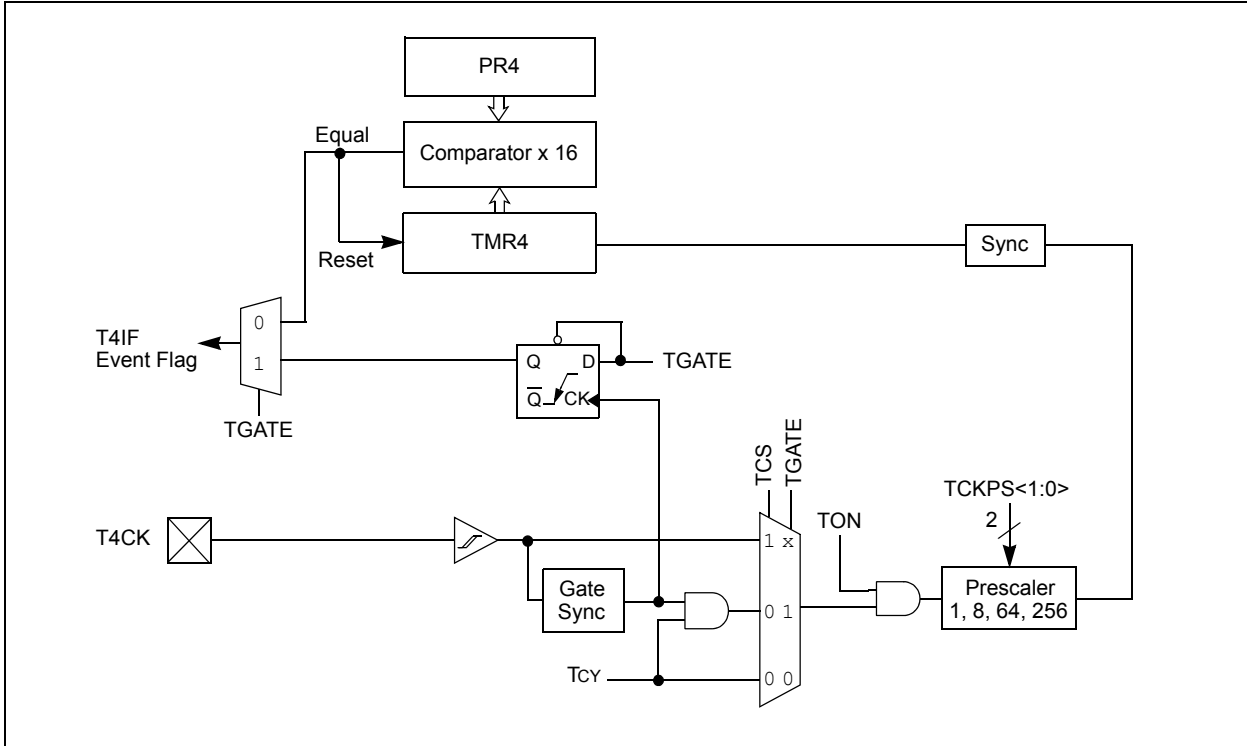 PR4
Equal
Comparator x 16
TMR4
Reset
Sync
T4IF
Event Flag
0
1
TGATE
Q
D
TGATE
Q̅
CK
TCS
TGATE
T4CK
TON
TCKPS<1:0>
2
1 x
Gate
Sync
0 1
Prescaler
1, 8, 64, 256
TCY
0 0